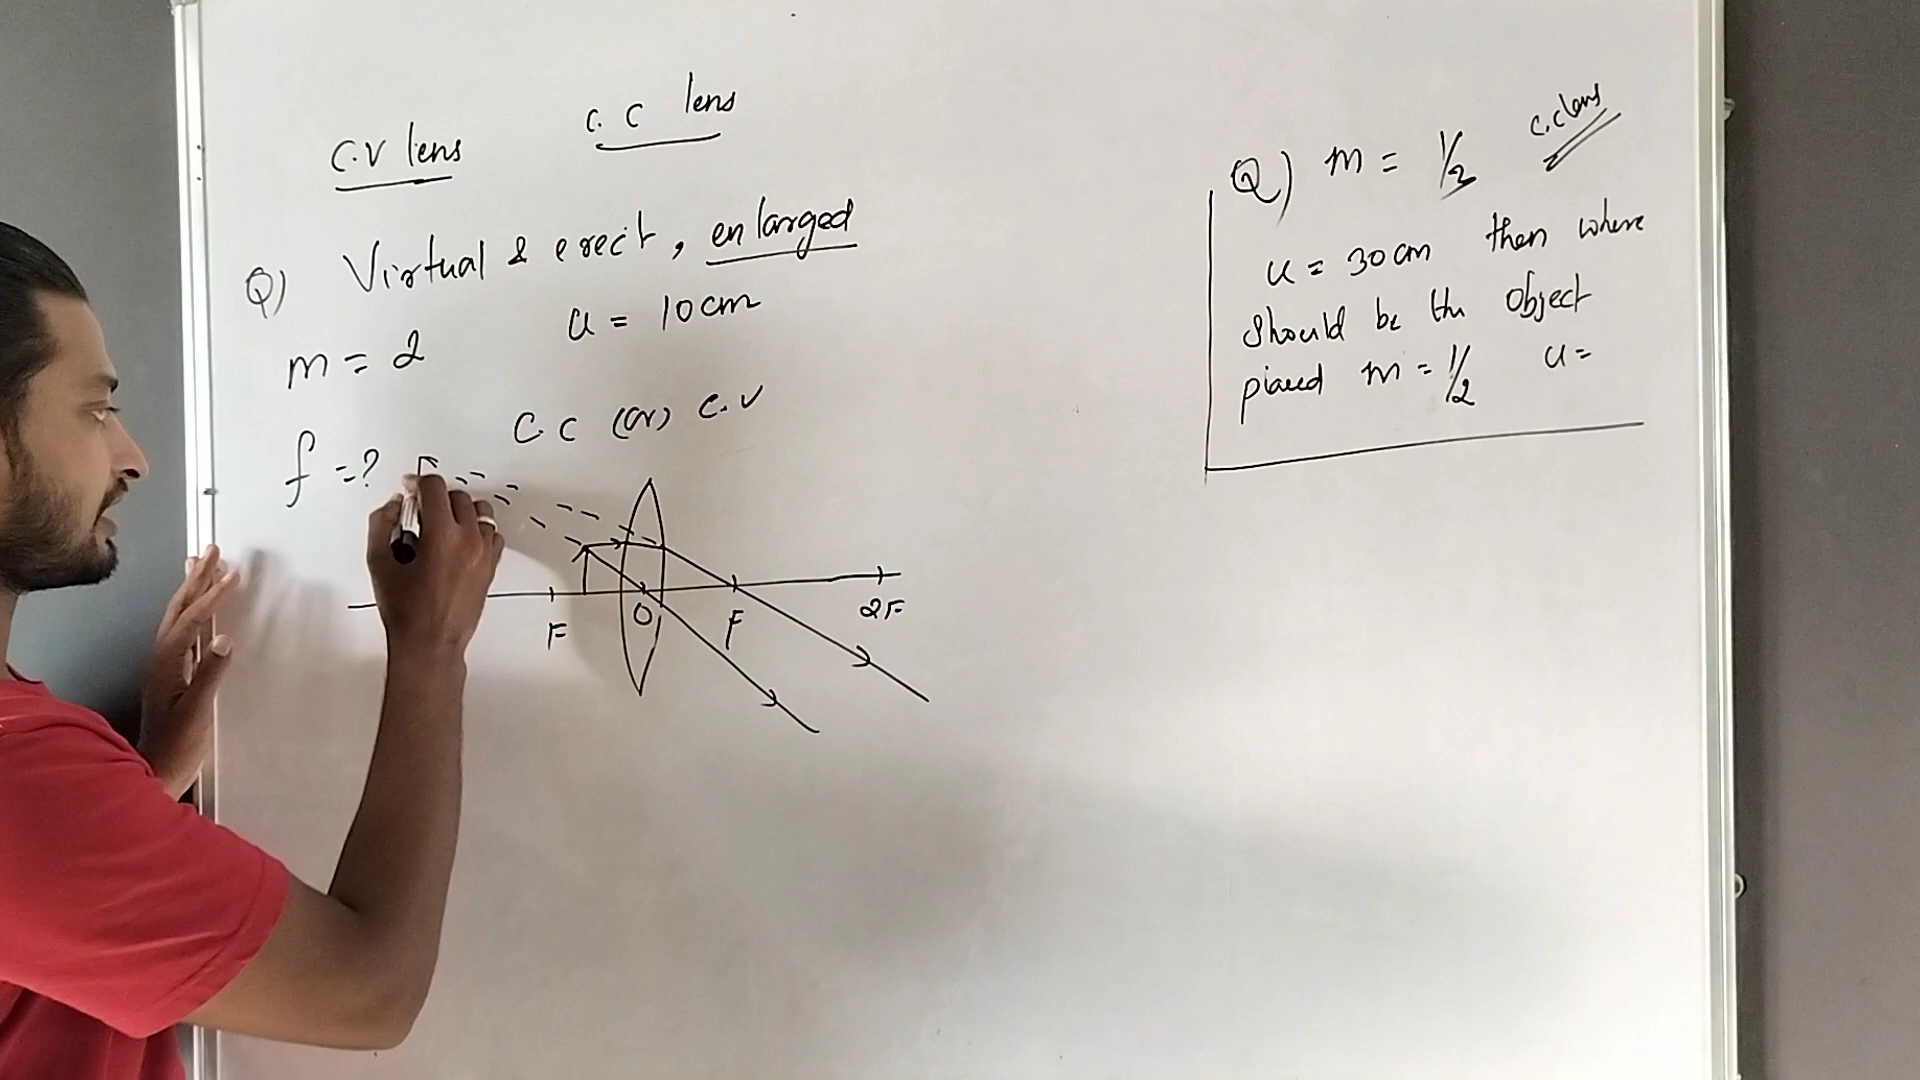 C.V lens
C.C lens
Q) Virtual & erect, enlarged
m = 2
u = 10cm
f = ?
C.C (or) C.V
F
O
F
2F
Q) m = 1/2
C.C lens
u = 30cm then where
should be the object
placed m = 1/2 u =